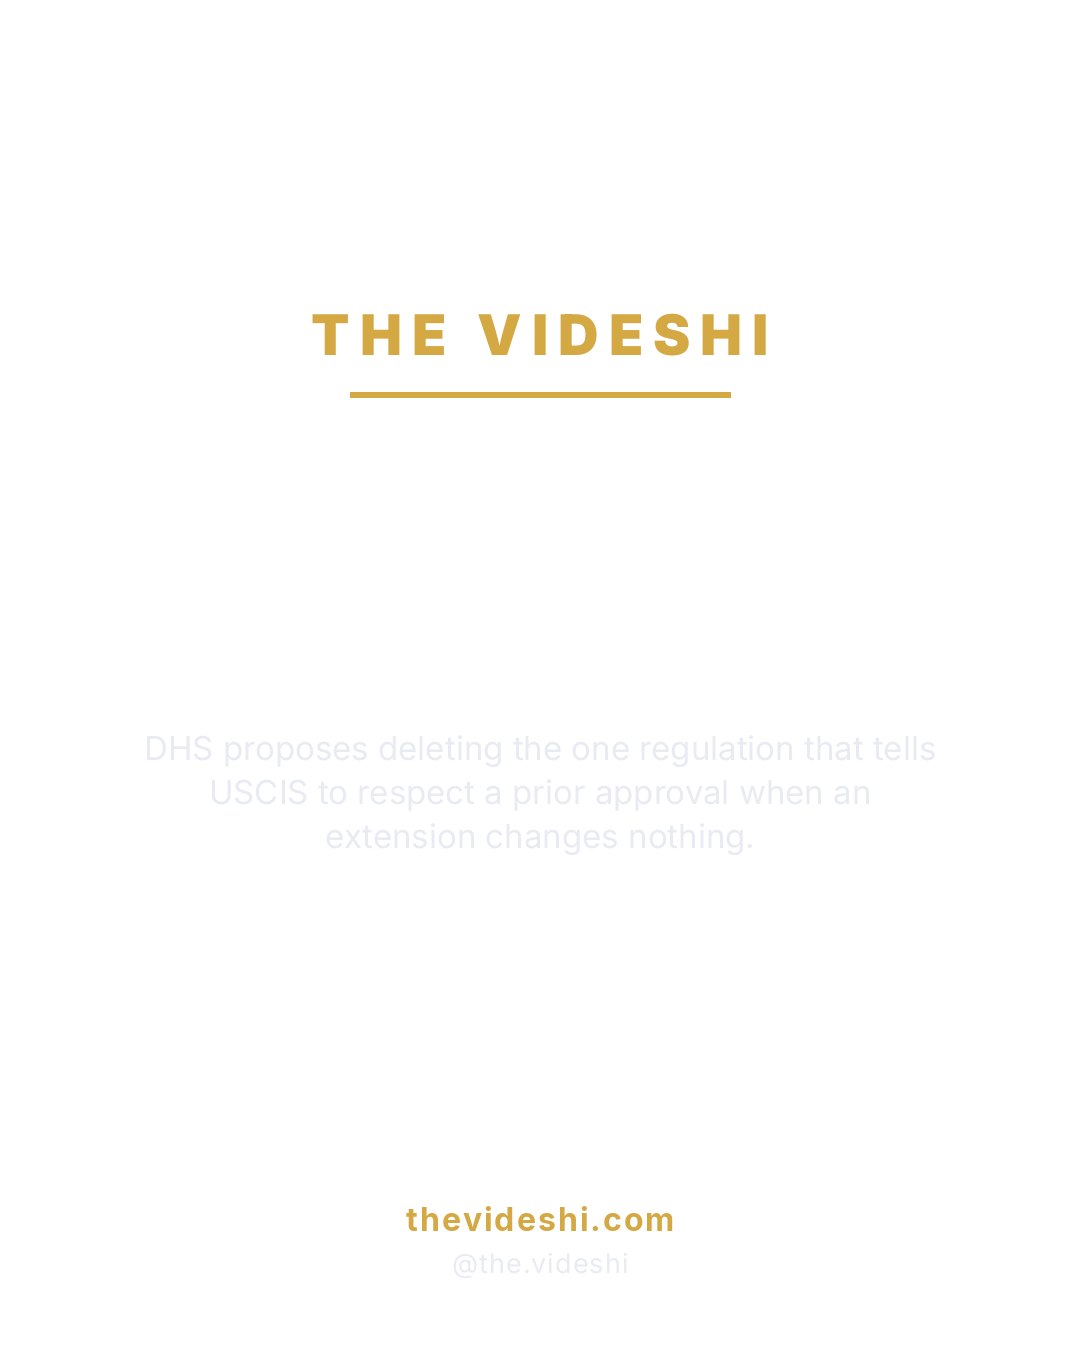 THE VIDESHI
DHS proposes deleting the one regulation that tells
USCIS to respect a prior approval when an
extension changes nothing.
thevideshi.com
@the.videshi